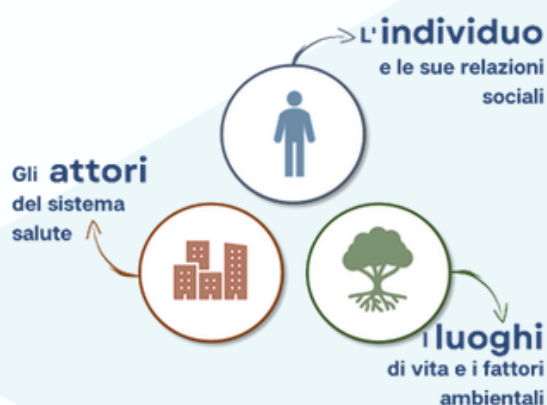 L'individuo
e le sue relazioni
sociali
Gli attori
del sistema
salute
I luoghi
di vita e i fattori
ambientali